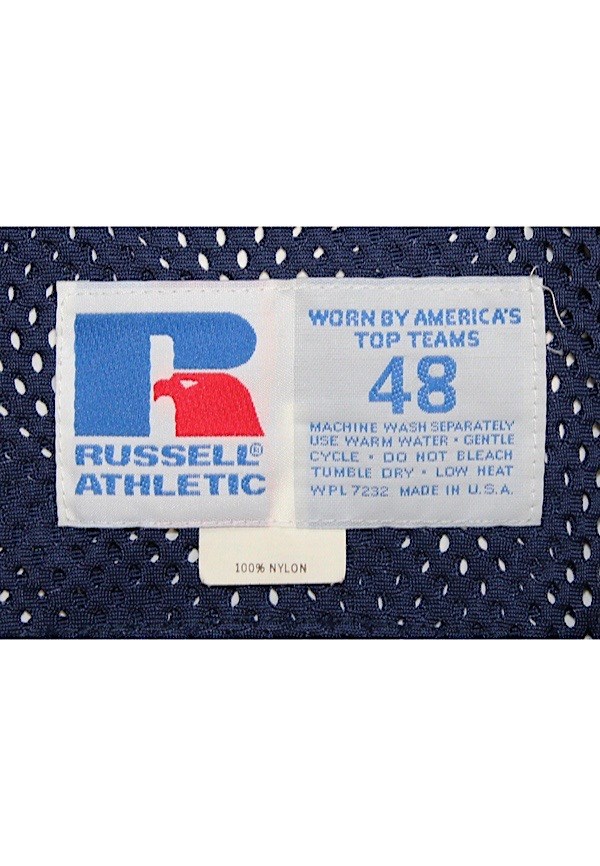 RUSSELL®
ATHLETIC
WORN BY AMERICA'S
TOP TEAMS
48
MACHINE WASH SEPARATELY
USE WARM WATER • GENTLE
CYCLE • DO NOT BLEACH
TUMBLE DRY • LOW HEAT
WPL 7232 MADE IN U.S.A.
100% NYLON